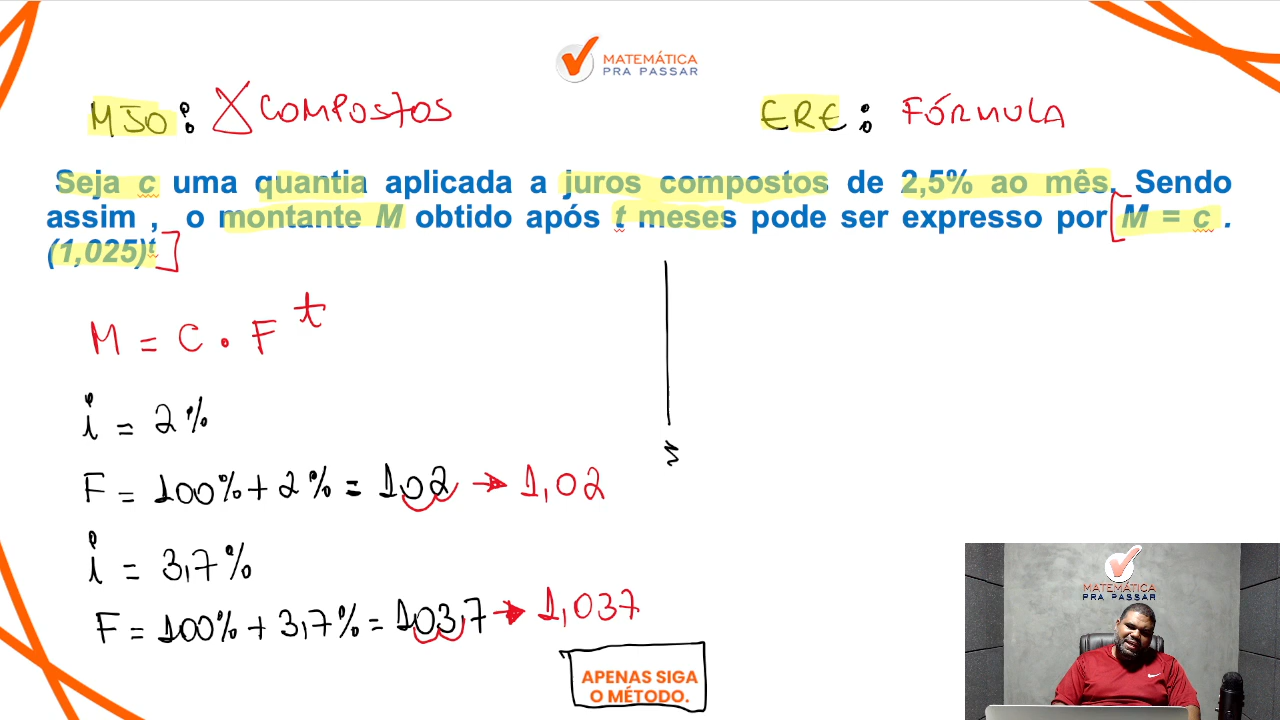 MATEMÁTICA
PRA PASSAR
MJO: COMPOSTOS
ERE: FÓRMULA
Seja c uma quantia aplicada a juros compostos de 2,5% ao mês. Sendo
assim , o montante M obtido após t meses pode ser expresso por [M = c .
(1,025)ᵗ]
M = C . F ᵗ
i = 2%
F = 100% + 2% = 102 → 1,02
i = 3,7%
F = 100% + 3,7% = 103,7 → 1,037
APENAS SIGA
O MÉTODO.
MATEMÁTICA
PRA PASSAR